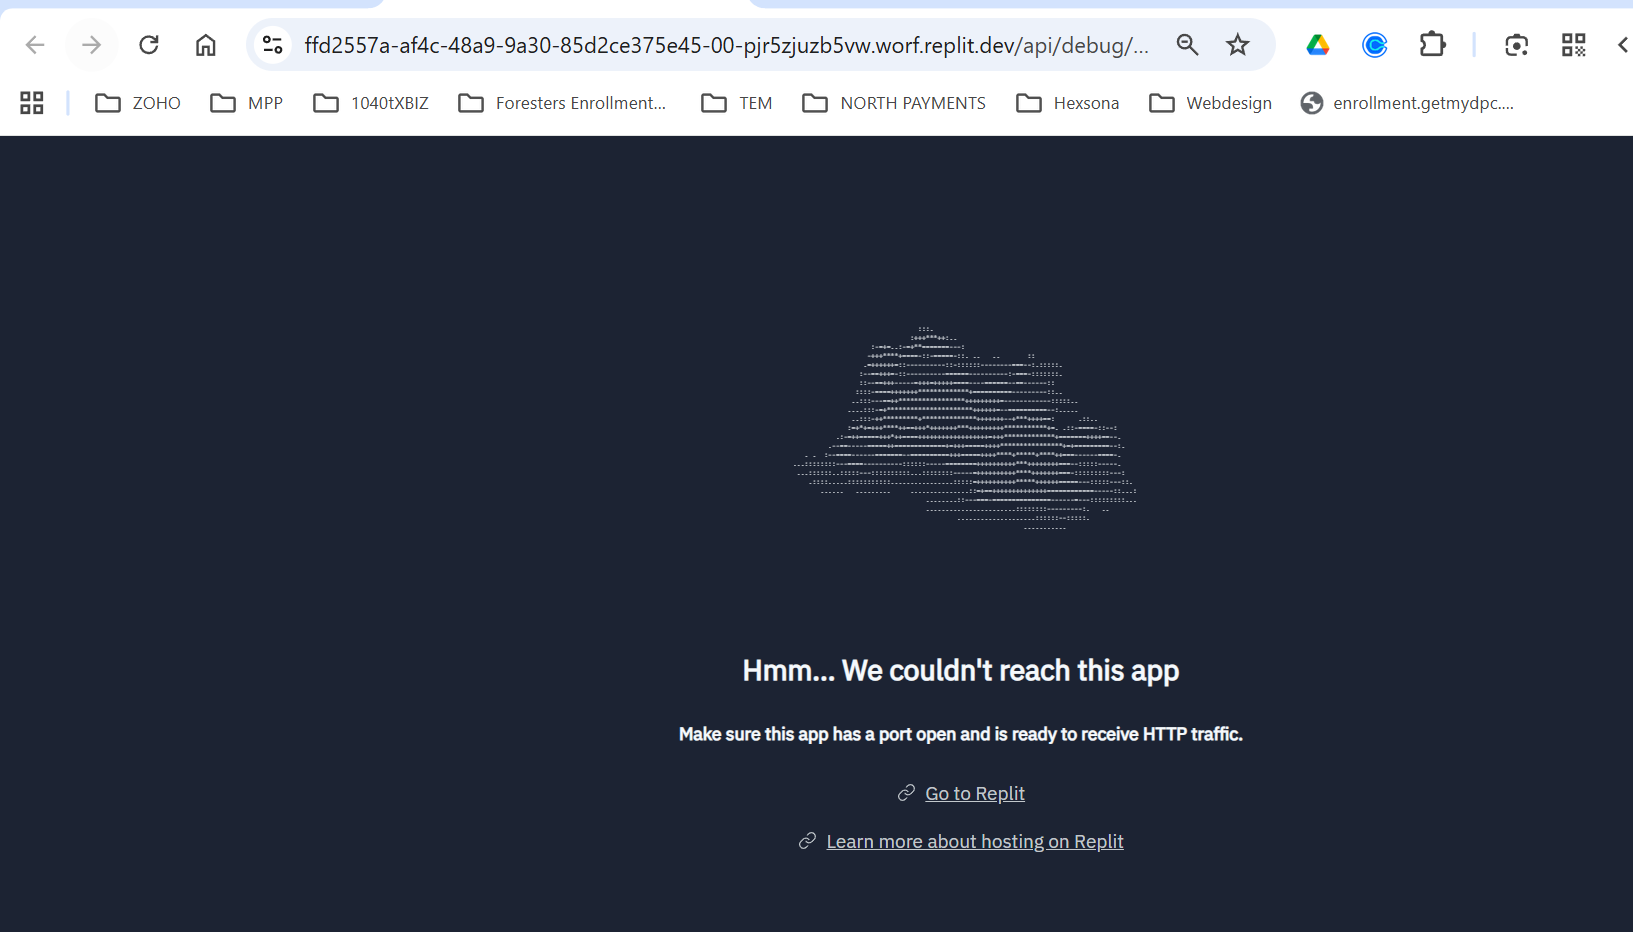 ffd2557a-af4c-48a9-9a30-85d2ce375e45-00-pjr5zjuzb5vw.worf.replit.dev/api/debug/...
ZOHO MPP 1040tXBIZ Foresters Enrollment... TEM NORTH PAYMENTS Hexsona Webdesign enrollment.getmydpc....
Hmm... We couldn't reach this app
Make sure this app has a port open and is ready to receive HTTP traffic.
Go to Replit
Learn more about hosting on Replit